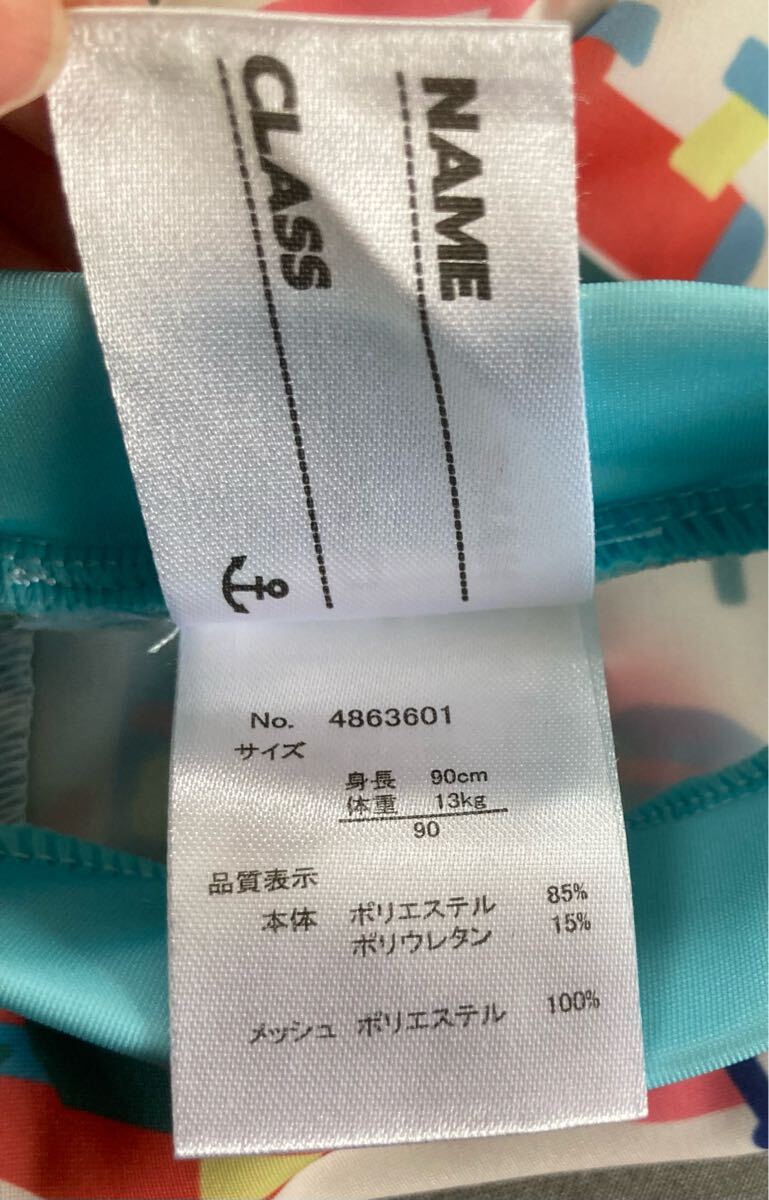 NAME
CLASS
No. 4863601
サイズ
身長 90cm
体重 13kg
90
品質表示
本体 ポリエステル 85%
ポリウレタン 15%
メッシュ ポリエステル 100%